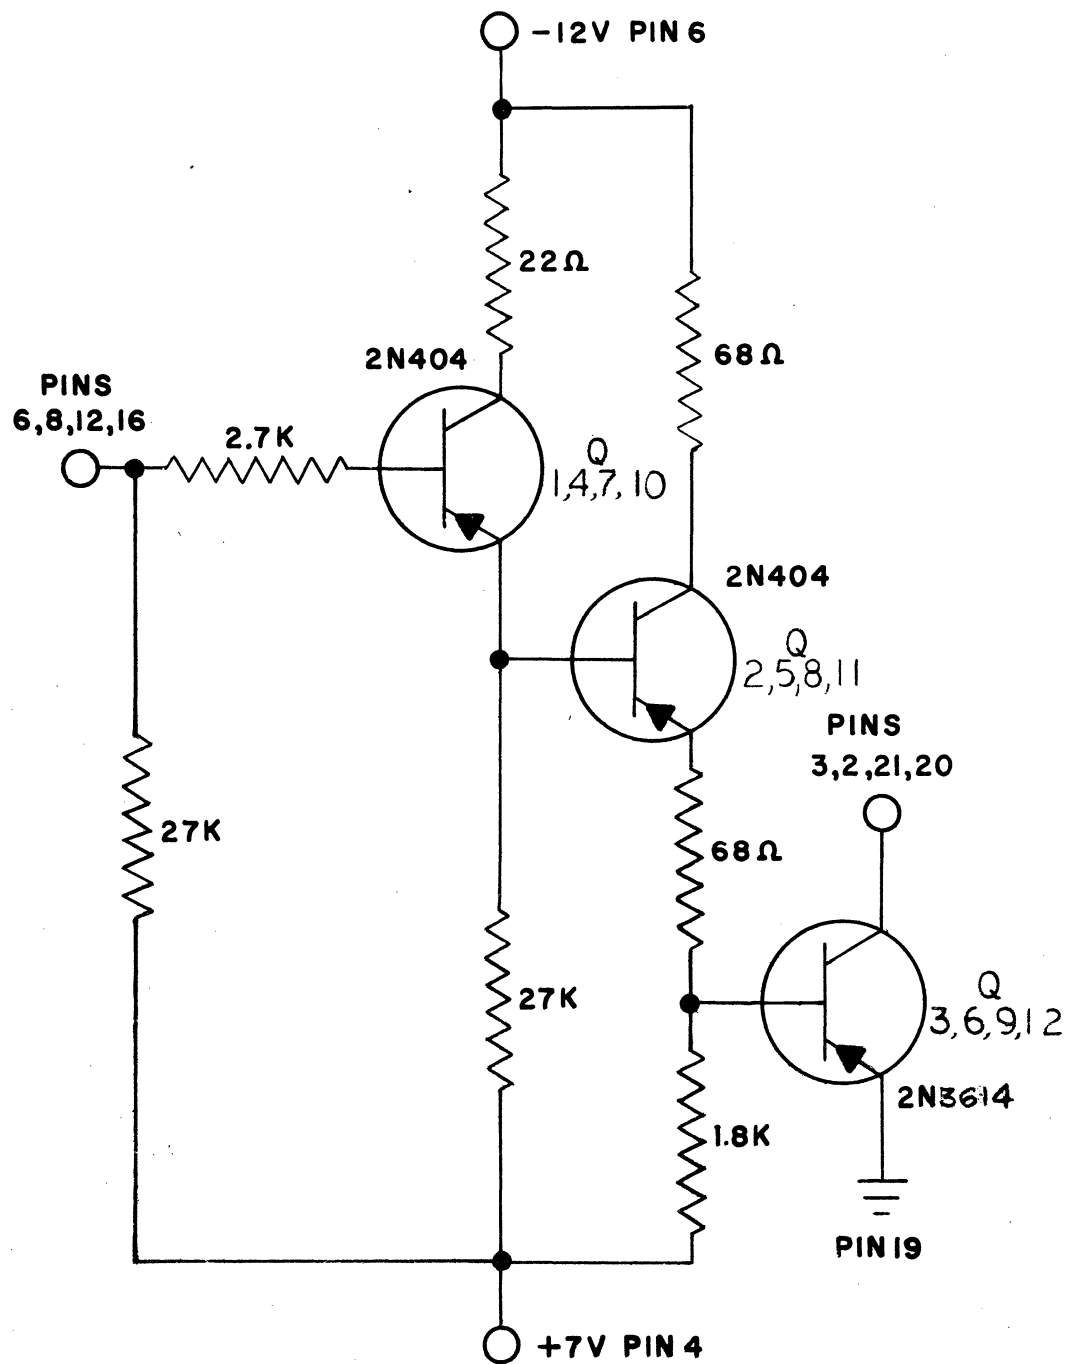 -12V PIN 6
22Ω
68Ω
2N404
PINS
6,8,12,16
2.7K
Q
1,4,7,10
2N404
Q
2,5,8,11
PINS
3,2,21,20
27K
68Ω
27K
Q
3,6,9,12
2N3614
1.8K
PIN 19
+7V PIN 4